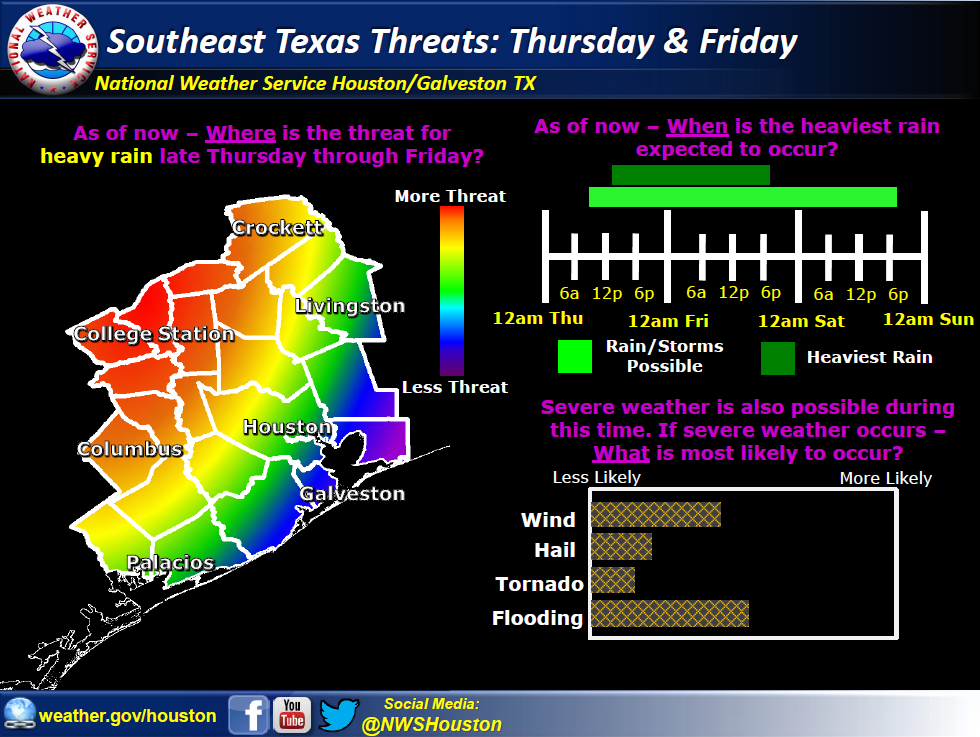 NATIONAL WEATHER SERVICE
Southeast Texas Threats: Thursday & Friday
National Weather Service Houston/Galveston TX
As of now – Where is the threat for
heavy rain late Thursday through Friday?
More Threat
Crockett
Livingston
College Station
Less Threat
Houston
Columbus
Galveston
Palacios
As of now – When is the heaviest rain
expected to occur?
6a 12p 6p 6a 12p 6p 6a 12p 6p
12am Thu 12am Fri 12am Sat 12am Sun
Rain/Storms
Possible
Heaviest Rain
Severe weather is also possible during
this time. If severe weather occurs –
What is most likely to occur?
Less Likely More Likely
Wind
Hail
Tornado
Flooding
weather.gov/houston
f
You
Tube
Social Media:
@NWSHouston